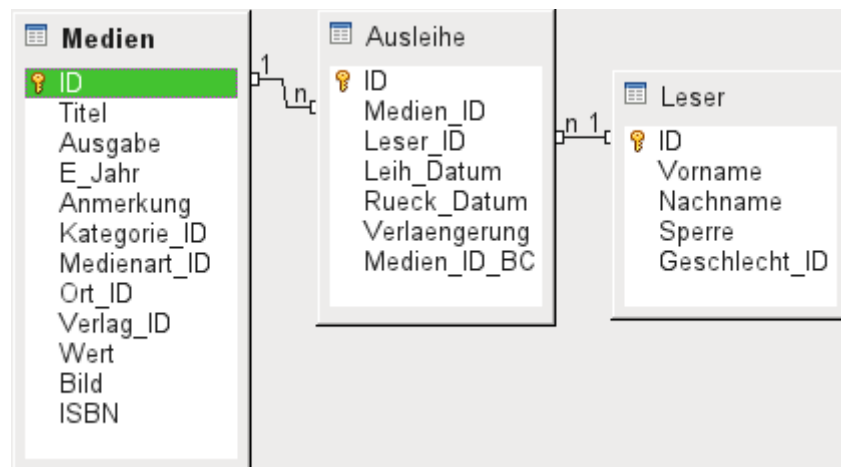 Medien
ID
Titel
Ausgabe
E_Jahr
Anmerkung
Kategorie_ID
Medienart_ID
Ort_ID
Verlag_ID
Wert
Bild
ISBN
1
n
Ausleihe
ID
Medien_ID
Leser_ID
Leih_Datum
Rueck_Datum
Verlaengerung
Medien_ID_BC
n 1
Leser
ID
Vorname
Nachname
Sperre
Geschlecht_ID